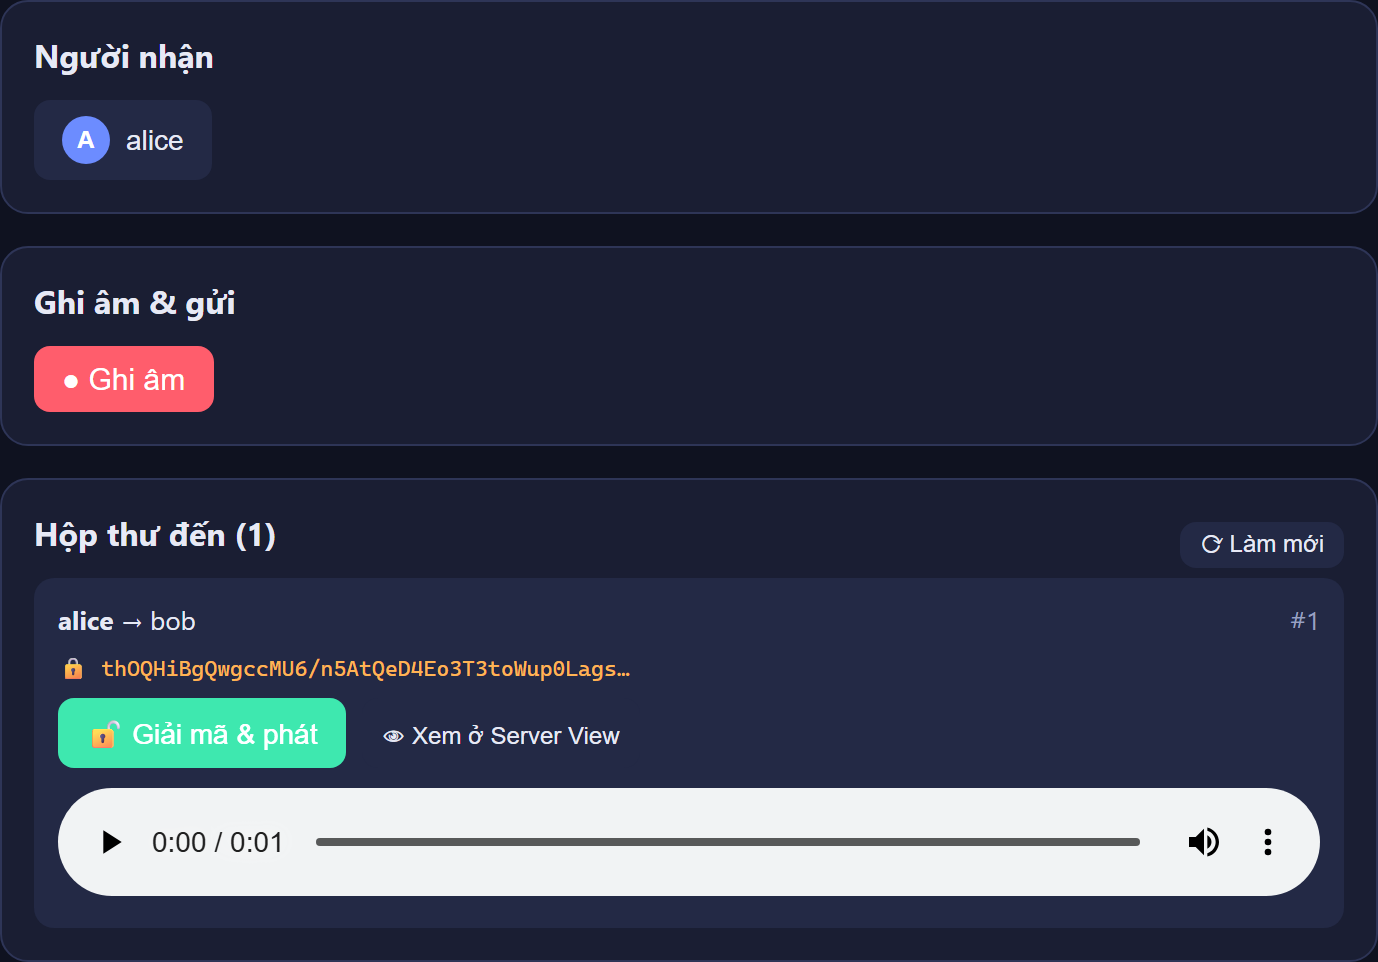 Người nhận
A alice
Ghi âm & gửi
● Ghi âm
Hộp thư đến (1)
⟳ Làm mới
alice → bob
#1
🔒 thOQHiBgQwgccMU6/n5AtQeD4Eo3T3toWup0Lags…
🔓 Giải mã & phát
👁 Xem ở Server View
0:00 / 0:01